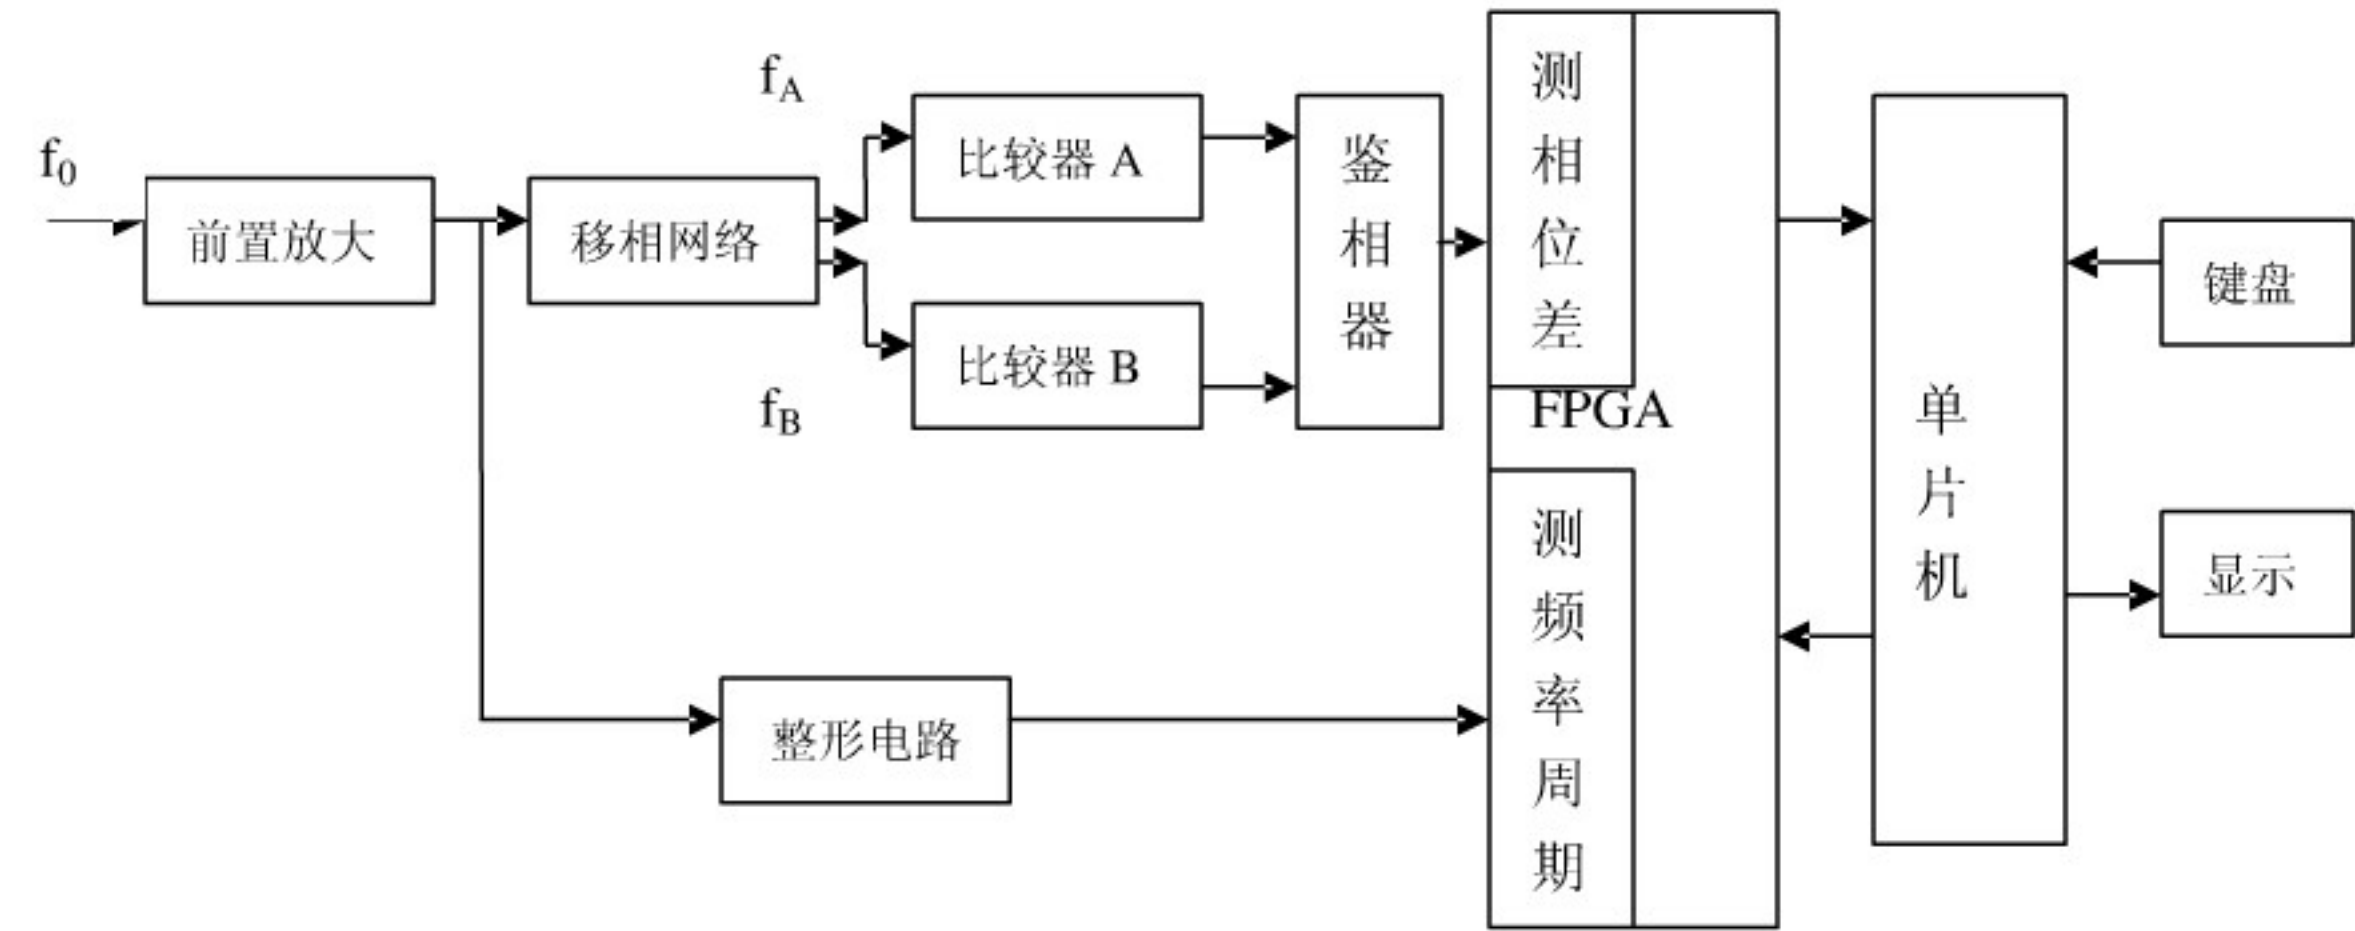 f0
前置放大
移相网络
fA
比较器 A
fB
比较器 B
鉴相器
测相位差
FPGA
测频率周期
整形电路
单片机
键盘
显示